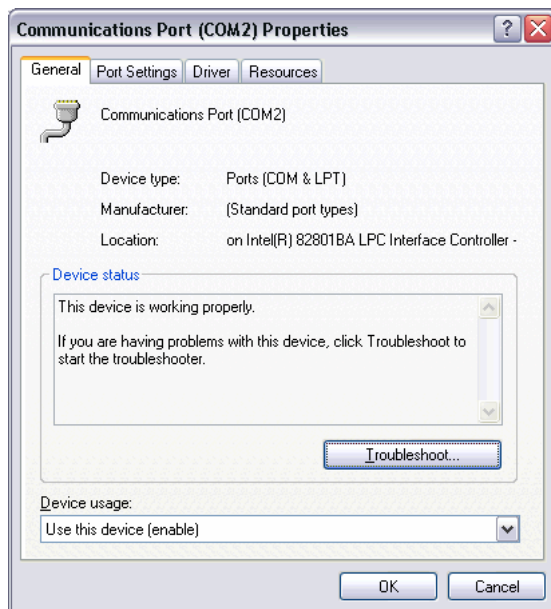 Communications Port (COM2) Properties
General Port Settings Driver Resources
Communications Port (COM2)
Device type: Ports (COM & LPT)
Manufacturer: (Standard port types)
Location: on Intel(R) 82801BA LPC Interface Controller -
Device status
This device is working properly.
If you are having problems with this device, click Troubleshoot to
start the troubleshooter.
Troubleshoot...
Device usage:
Use this device (enable)
OK Cancel